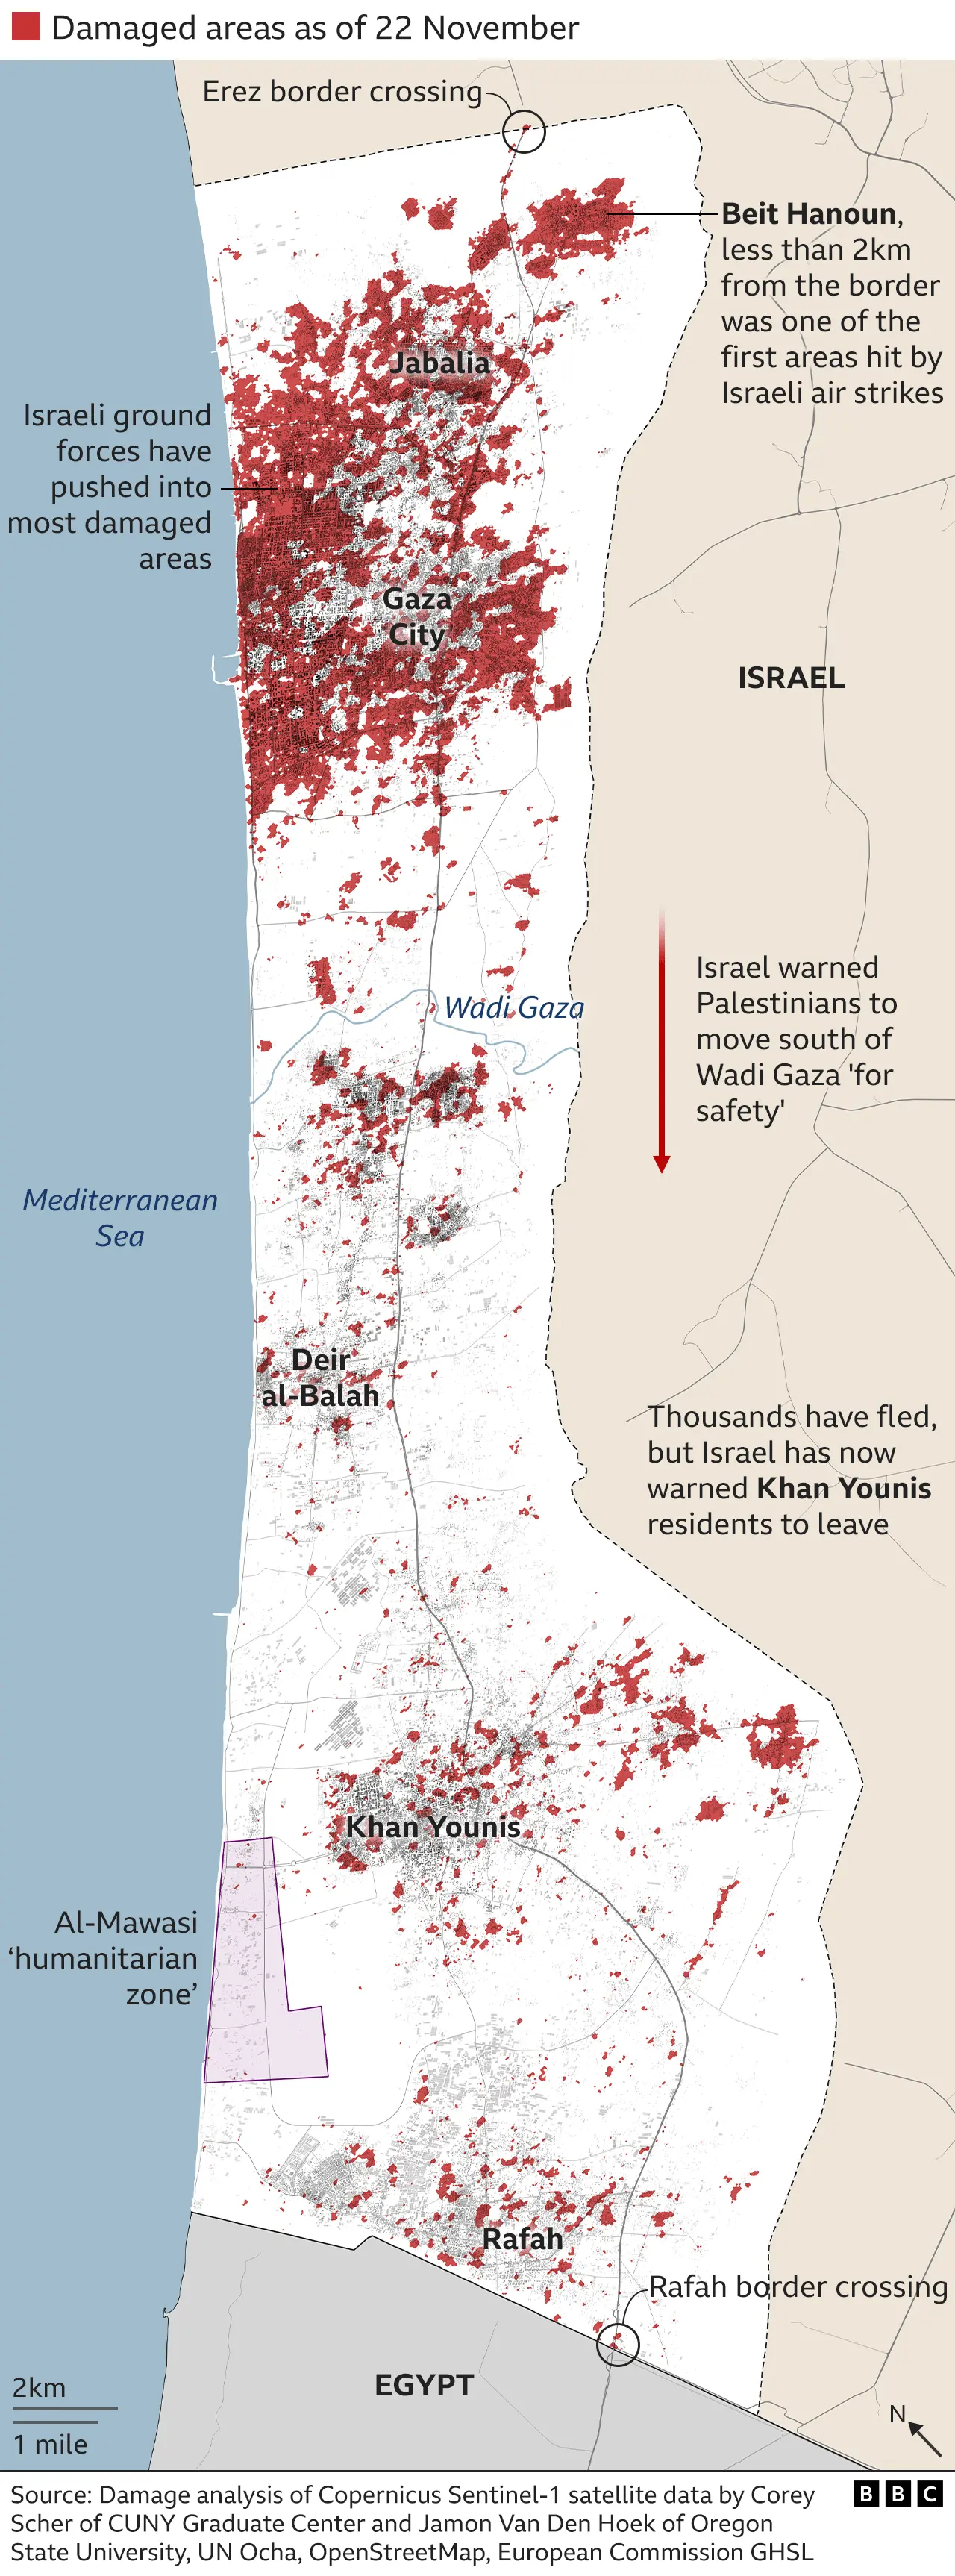 Damaged areas as of 22 November
Erez border crossing
Beit Hanoun,
less than 2km
from the border
was one of the
first areas hit by
Israeli air strikes
Jabalia
Israeli ground
forces have
pushed into
most damaged
areas
Gaza
City
ISRAEL
Israel warned
Palestinians to
move south of
Wadi Gaza 'for
safety'
Wadi Gaza
Mediterranean
Sea
Deir
al-Balah
Thousands have fled,
but Israel has now
warned Khan Younis
residents to leave
Khan Younis
Al-Mawasi
‘humanitarian
zone’
Rafah
Rafah border crossing
EGYPT
2km
1 mile
N
Source: Damage analysis of Copernicus Sentinel-1 satellite data by Corey
Scher of CUNY Graduate Center and Jamon Van Den Hoek of Oregon
State University, UN Ocha, OpenStreetMap, European Commission GHSL
BBC